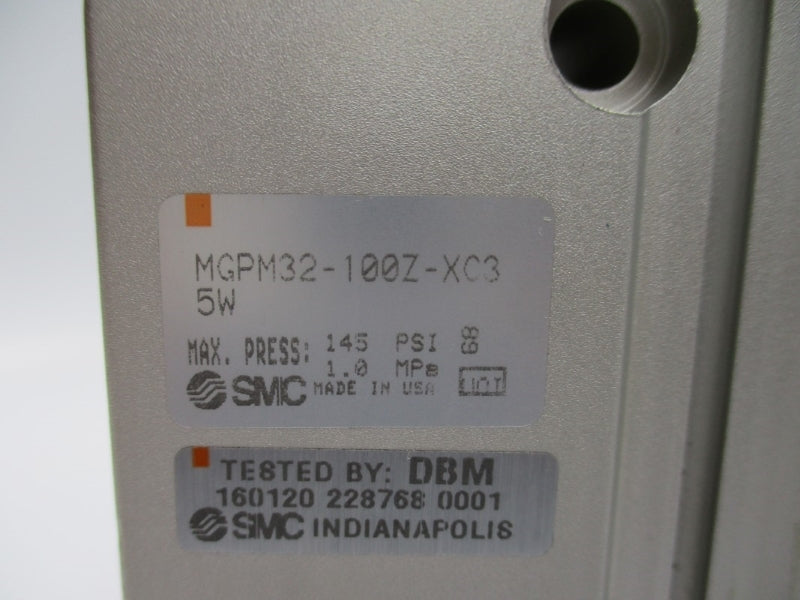 MGPM32-100Z-XC3
5W
MAX. PRESS: 145 PSI
1.0 MPa
SMC MADE IN USA
TESTED BY: DBM
160120 228768 0001
SMC INDIANAPOLIS